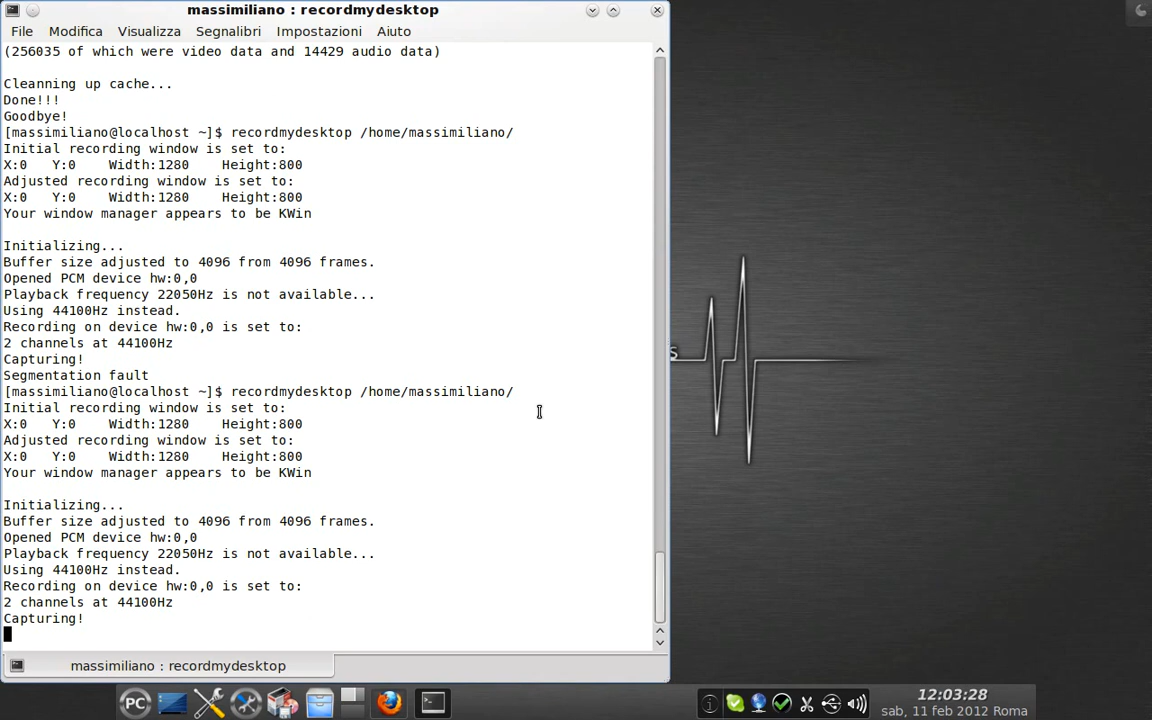 massimiliano : recordmydesktop
File Modifica Visualizza Segnalibri Impostazioni Aiuto
(256035 of which were video data and 14429 audio data)
Cleanning up cache...
Done!!!
Goodbye!
[massimiliano@localhost ~]$ recordmydesktop /home/massimiliano/
Initial recording window is set to:
X:0 Y:0 Width:1280 Height:800
Adjusted recording window is set to:
X:0 Y:0 Width:1280 Height:800
Your window manager appears to be KWin
Initializing...
Buffer size adjusted to 4096 from 4096 frames.
Opened PCM device hw:0,0
Playback frequency 22050Hz is not available...
Using 44100Hz instead.
Recording on device hw:0,0 is set to:
2 channels at 44100Hz
Capturing!
Segmentation fault
[massimiliano@localhost ~]$ recordmydesktop /home/massimiliano/
Initial recording window is set to:
X:0 Y:0 Width:1280 Height:800
Adjusted recording window is set to:
X:0 Y:0 Width:1280 Height:800
Your window manager appears to be KWin
Initializing...
Buffer size adjusted to 4096 from 4096 frames.
Opened PCM device hw:0,0
Playback frequency 22050Hz is not available...
Using 44100Hz instead.
Recording on device hw:0,0 is set to:
2 channels at 44100Hz
Capturing!
massimiliano : recordmydesktop
PC
12:03:28
sab, 11 feb 2012 Roma